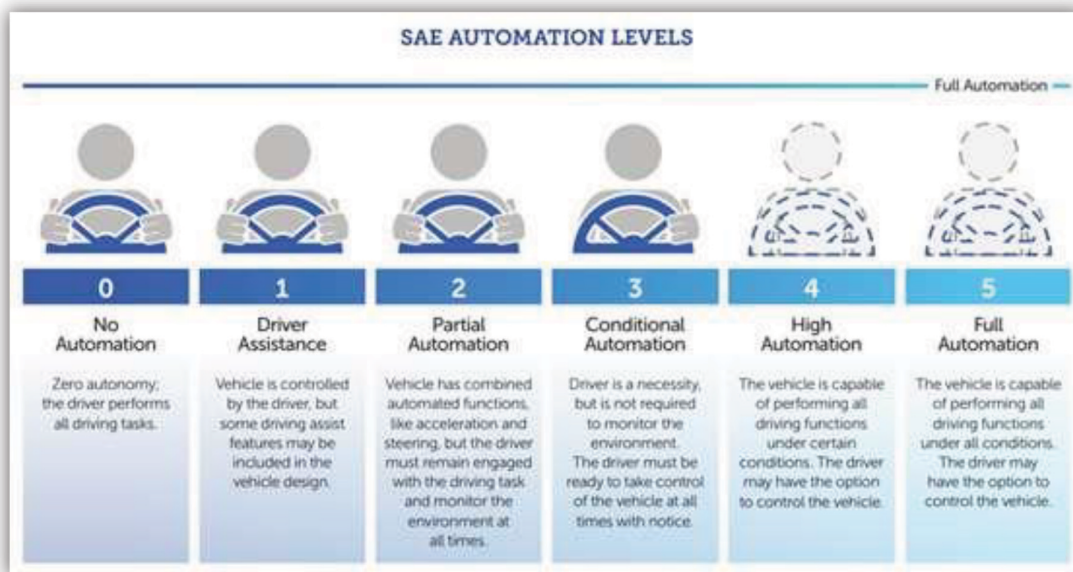 SAE AUTOMATION LEVELS
Full Automation
0
No
Automation
Zero autonomy;
the driver performs
all driving tasks.
1
Driver
Assistance
Vehicle is controlled
by the driver, but
some driving assist
features may be
included in the
vehicle design.
2
Partial
Automation
Vehicle has combined
automated functions,
like acceleration and
steering, but the driver
must remain engaged
with the driving task
and monitor the
environment at
all times.
3
Conditional
Automation
Driver is a necessity,
but is not required
to monitor the
environment.
The driver must be
ready to take control
of the vehicle at all
times with notice.
4
High
Automation
The vehicle is capable
of performing all
driving functions
under certain
conditions. The driver
may have the option
to control the vehicle.
5
Full
Automation
The vehicle is capable
of performing all
driving functions
under all conditions.
The driver may
have the option to
control the vehicle.